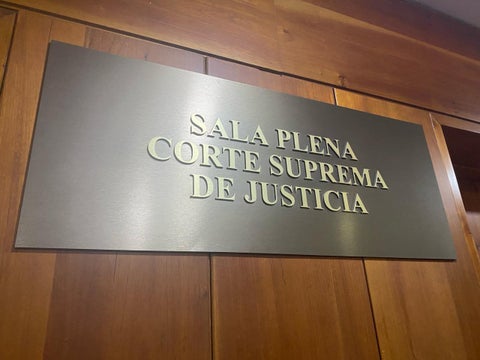 SALA PLENA
CORTE SUPREMA
DE JUSTICIA